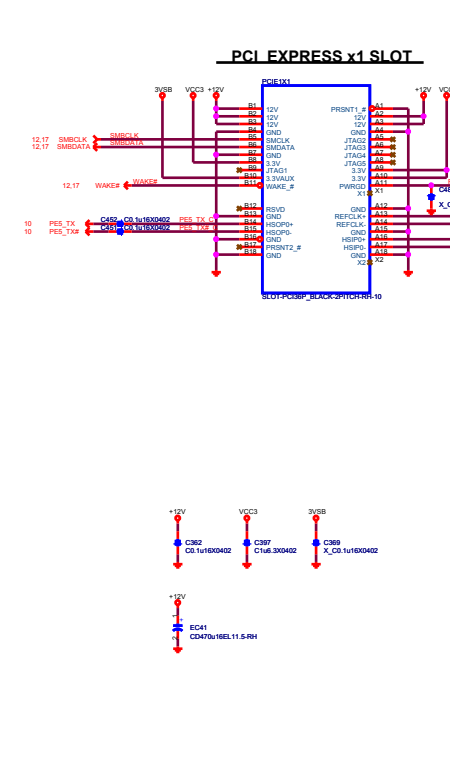 PCI EXPRESS x1 SLOT
PCIE1X1
3VSB VCC3 +12V
+12V
B1 12V PRSNT1_# A1
B2 12V 12V A2
B3 12V 12V A3
B4 GND GND A4
12,17 SMBCLK SMBCLK B5 SMCLK JTAG2 A5
12,17 SMBDATA SMBDATA B6 SMDATA JTAG3 A6
B7 GND JTAG4 A7
B8 3.3V JTAG5 A8
B9 JTAG1 3.3V A9
B10 3.3VAUX 3.3V A10
12,17 WAKE# WAKE# B11 WAKE_# PWRGD A11
X1 X1
B12 RSVD GND A12
B13 GND REFCLK+ A13
10 PE5_TX C452 C0.1u16X0402 PE5_TX_C B14 HSOP0+ REFCLK- A14
10 PE5_TX# C451 C0.1u16X0402 B15 HSOP0- GND A15
B16 GND HSIP0+ A16
B17 PRSNT2_# HSIP0- A17
B18 GND GND A18
X2 X2
SLOT-PCI36P_BLACK-2PITCH-RH-10
+12V VCC3 3VSB
C362 C397 C369
C0.1u16X0402 C1u6.3X0402 X_C0.1u16X0402
+12V
1
+
EC41
CD470u16EL11.5-RH
2